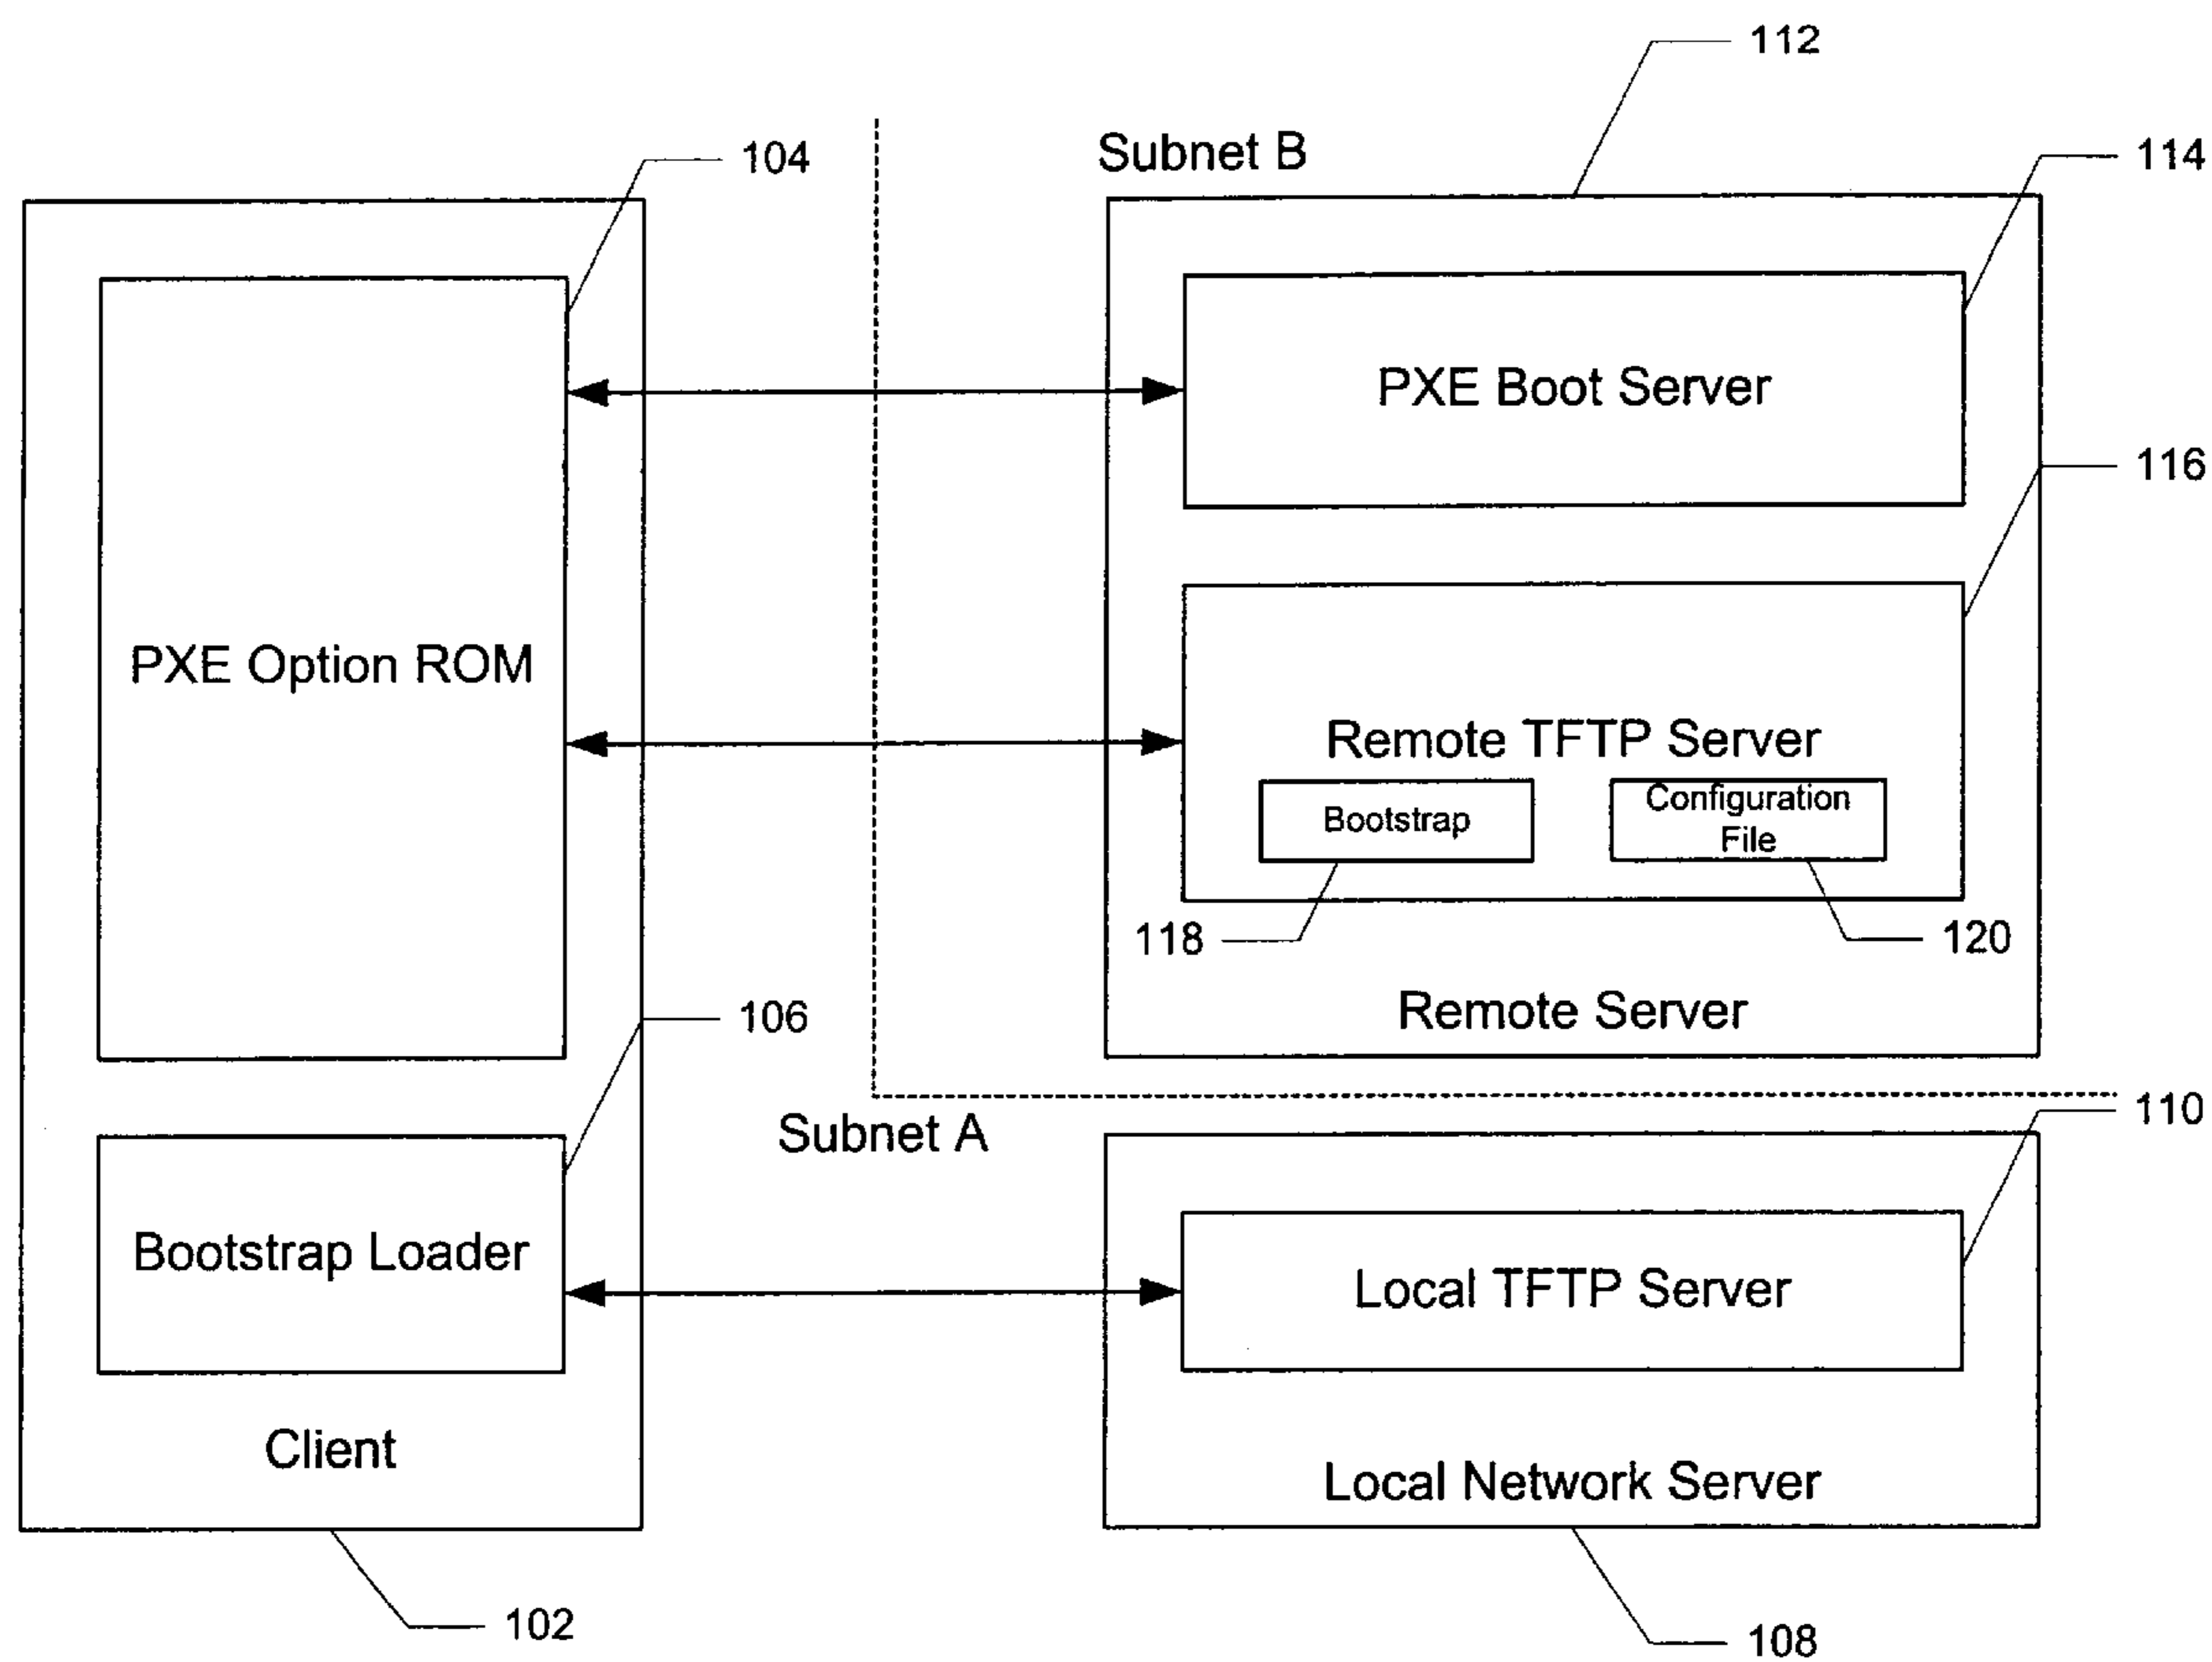 112
Subnet B
104
114
PXE Boot Server
116
PXE Option ROM
Remote TFTP Server
Bootstrap
Configuration
File
118
120
Remote Server
106
Subnet A
110
Bootstrap Loader
Local TFTP Server
Client
Local Network Server
102
108